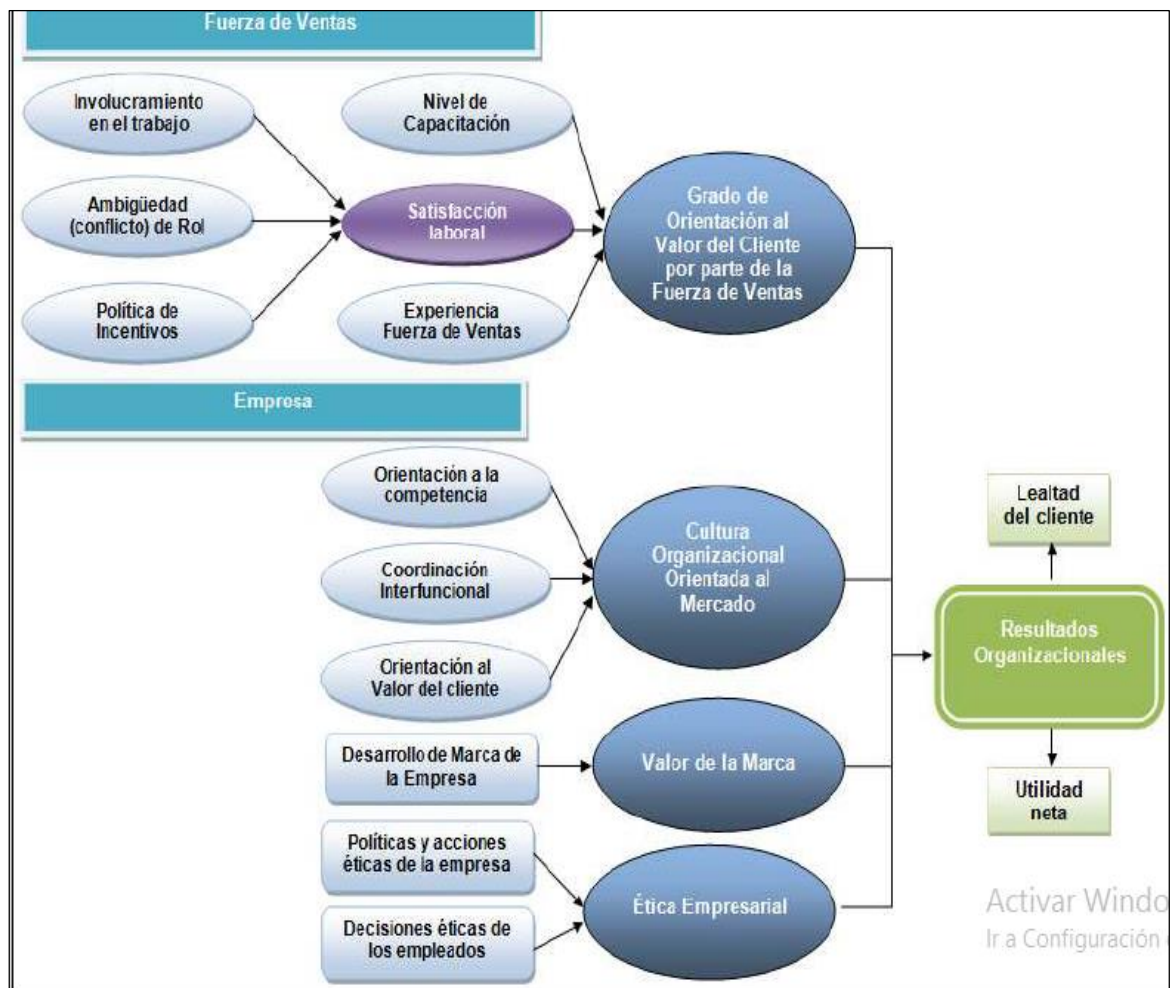 Fuerza de Ventas
Involucramiento
en el trabajo
Nivel de
Capacitación
Ambigüedad
(conflicto) de Rol
Satisfacción
laboral
Grado de
Orientación al
Valor del Cliente
por parte de la
Fuerza de Ventas
Política de
Incentivos
Experiencia
Fuerza de Ventas
Emprosa
Orientación a la
competencia
Coordinación
Interfuncional
Orientación al
Valor del cliente
Cultura
Organizacional
Orientada al
Mercado
Lealtad
del cliente
Resultados
Organizacionales
Desarrollo de Marca de
la Empresa
Valor de la Marca
Utilidad
neta
Políticas y acciones
éticas de la empresa
Decisiones éticas de
los empleados
Ética Empresarial
Activar Windo
Ir a Configuración